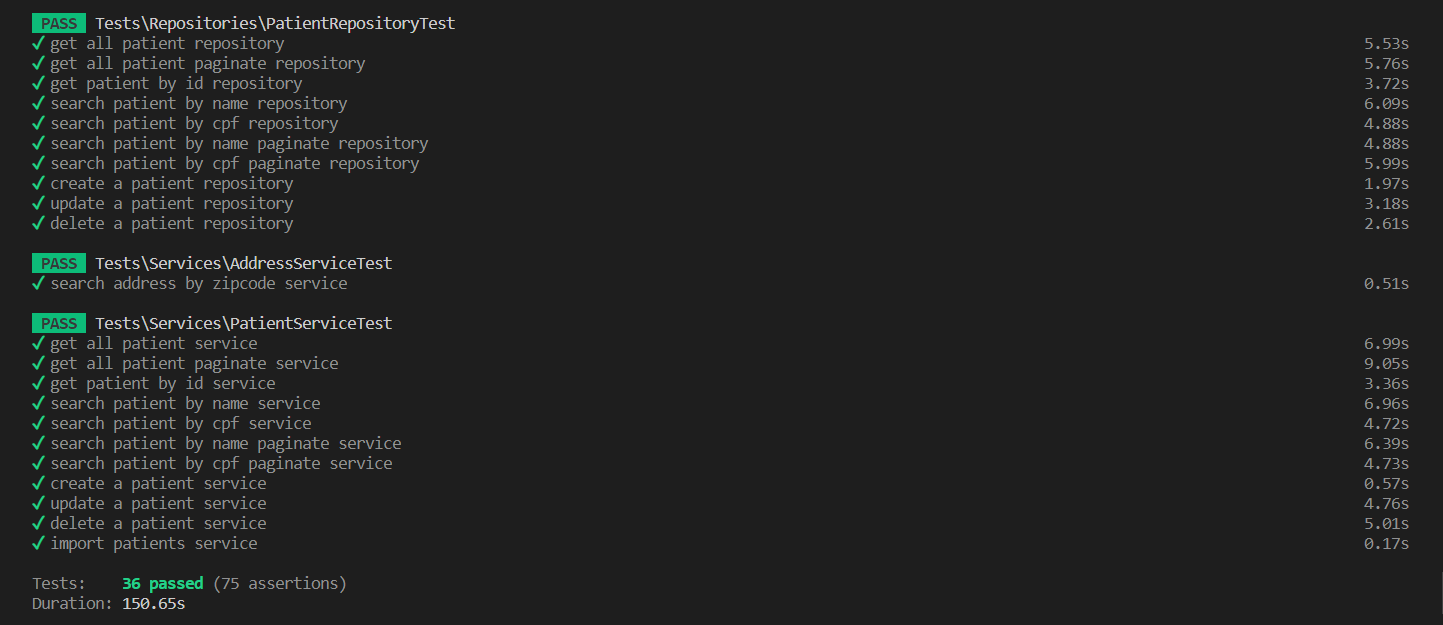 PASS Tests\Repositories\PatientRepositoryTest
✓ get all patient repository 5.53s
✓ get all patient paginate repository 5.76s
✓ get patient by id repository 3.72s
✓ search patient by name repository 6.09s
✓ search patient by cpf repository 4.88s
✓ search patient by name paginate repository 4.88s
✓ search patient by cpf paginate repository 5.99s
✓ create a patient repository 1.97s
✓ update a patient repository 3.18s
✓ delete a patient repository 2.61s
PASS Tests\Services\AddressServiceTest
✓ search address by zipcode service 0.51s
PASS Tests\Services\PatientServiceTest
✓ get all patient service 6.99s
✓ get all patient paginate service 9.05s
✓ get patient by id service 3.36s
✓ search patient by name service 6.96s
✓ search patient by cpf service 4.72s
✓ search patient by name paginate service 6.39s
✓ search patient by cpf paginate service 4.73s
✓ create a patient service 0.57s
✓ update a patient service 4.76s
✓ delete a patient service 5.01s
✓ import patients service 0.17s
Tests: 36 passed (75 assertions)
Duration: 150.65s